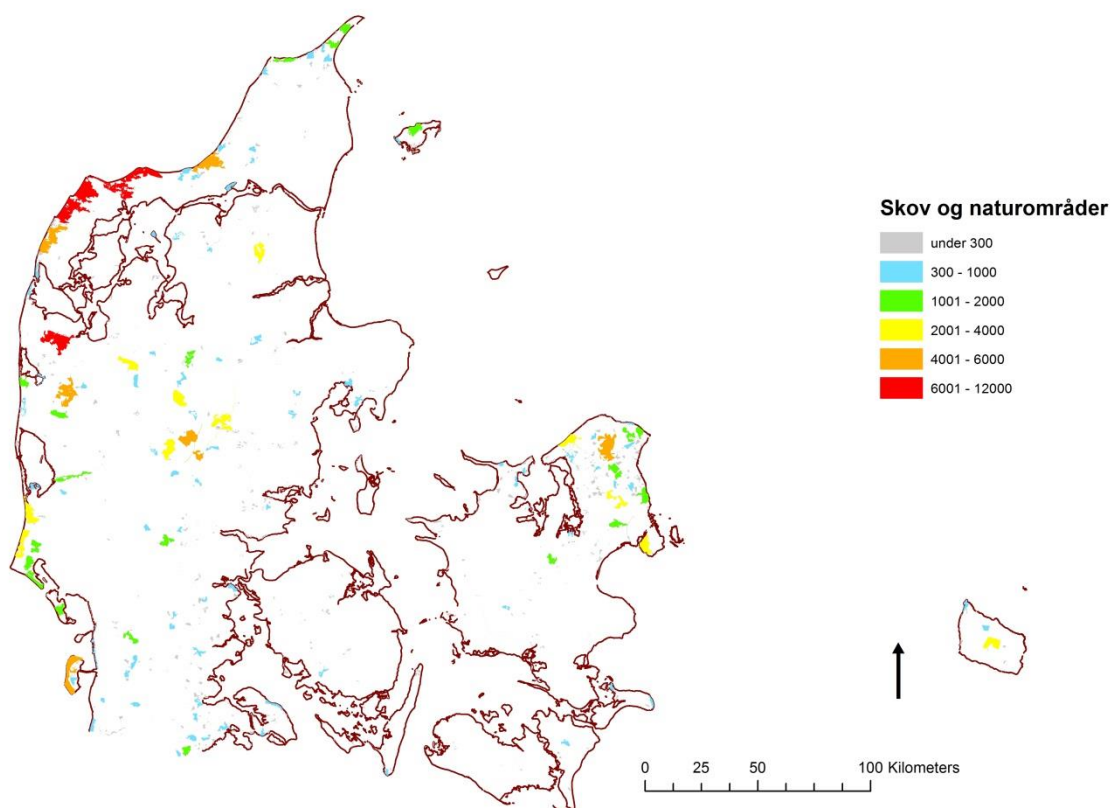 Skov og naturområder
under 300
300 - 1000
1001 - 2000
2001 - 4000
4001 - 6000
6001 - 12000
0 25 50 100 Kilometers